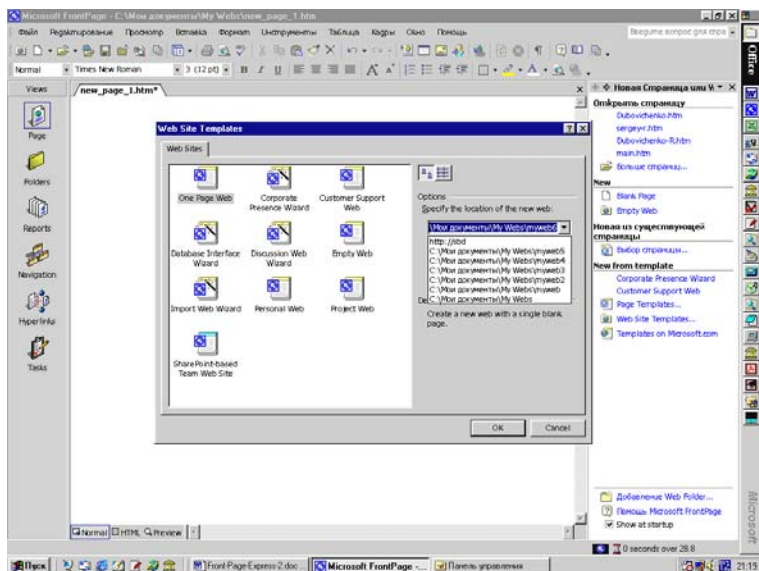 Microsoft FrontPage - C:\Мои документы\My Webs\new_page_1.htm
Файл Редактирование Просмотр Вставка Формат Инструменты Таблица Кадры Окно Помощь
Введите вопрос для спра
Normal Times New Roman 3 (12 pt)
Views
new_page_1.htm*
Page
Folders
Reports
Navigation
Hyperlinks
Tasks
Web Site Templates
Web Sites
One Page Web
Corporate Presence Wizard
Customer Support Web
Database Interface Wizard
Discussion Web Wizard
Empty Web
Import Web Wizard
Personal Web
Project Web
SharePoint-based Team Web Site
Options
Specify the location of the new web:
\Мои документы\My Webs\myweb6
http://sbd
C:\Мои документы\My Webs\myweb5
C:\Мои документы\My Webs\myweb4
C:\Мои документы\My Webs\myweb3
C:\Мои документы\My Webs\myweb2
C:\Мои документы\My Webs\myweb
C:\Мои документы\My Webs
Create a new web with a single blank
page.
OK Cancel
Новая Страница или W
Открыть страницу
Dubovichenko.htm
sergeyvr.htm
Dubovichenko-R.htm
main.htm
Больше страниц...
New
Blank Page
Empty Web
Новая из существующей
страницы
Выбор страницы...
New from template
Corporate Presence Wizard
Customer Support Web
Page Templates...
Web Site Templates...
Templates on Microsoft.com
Добавление Web Folder...
Помощь Microsoft FrontPage
Show at startup
Normal HTML Preview
0 seconds over 28.8
Office
Microsoft
Пуск
Front-Page-Express-2.doc ...
Microsoft FrontPage -...
Панель управления
21:19